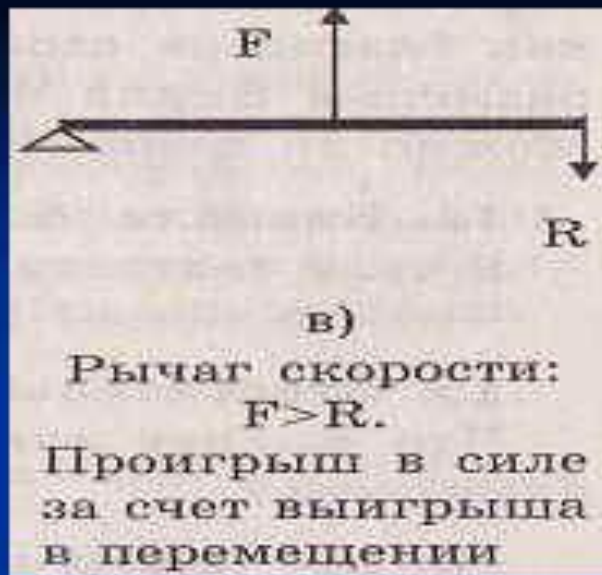 F
R
в)
Рычаг скорости:
F>R.
Проигрыш в силе
за счет выигрыша
в перемещении